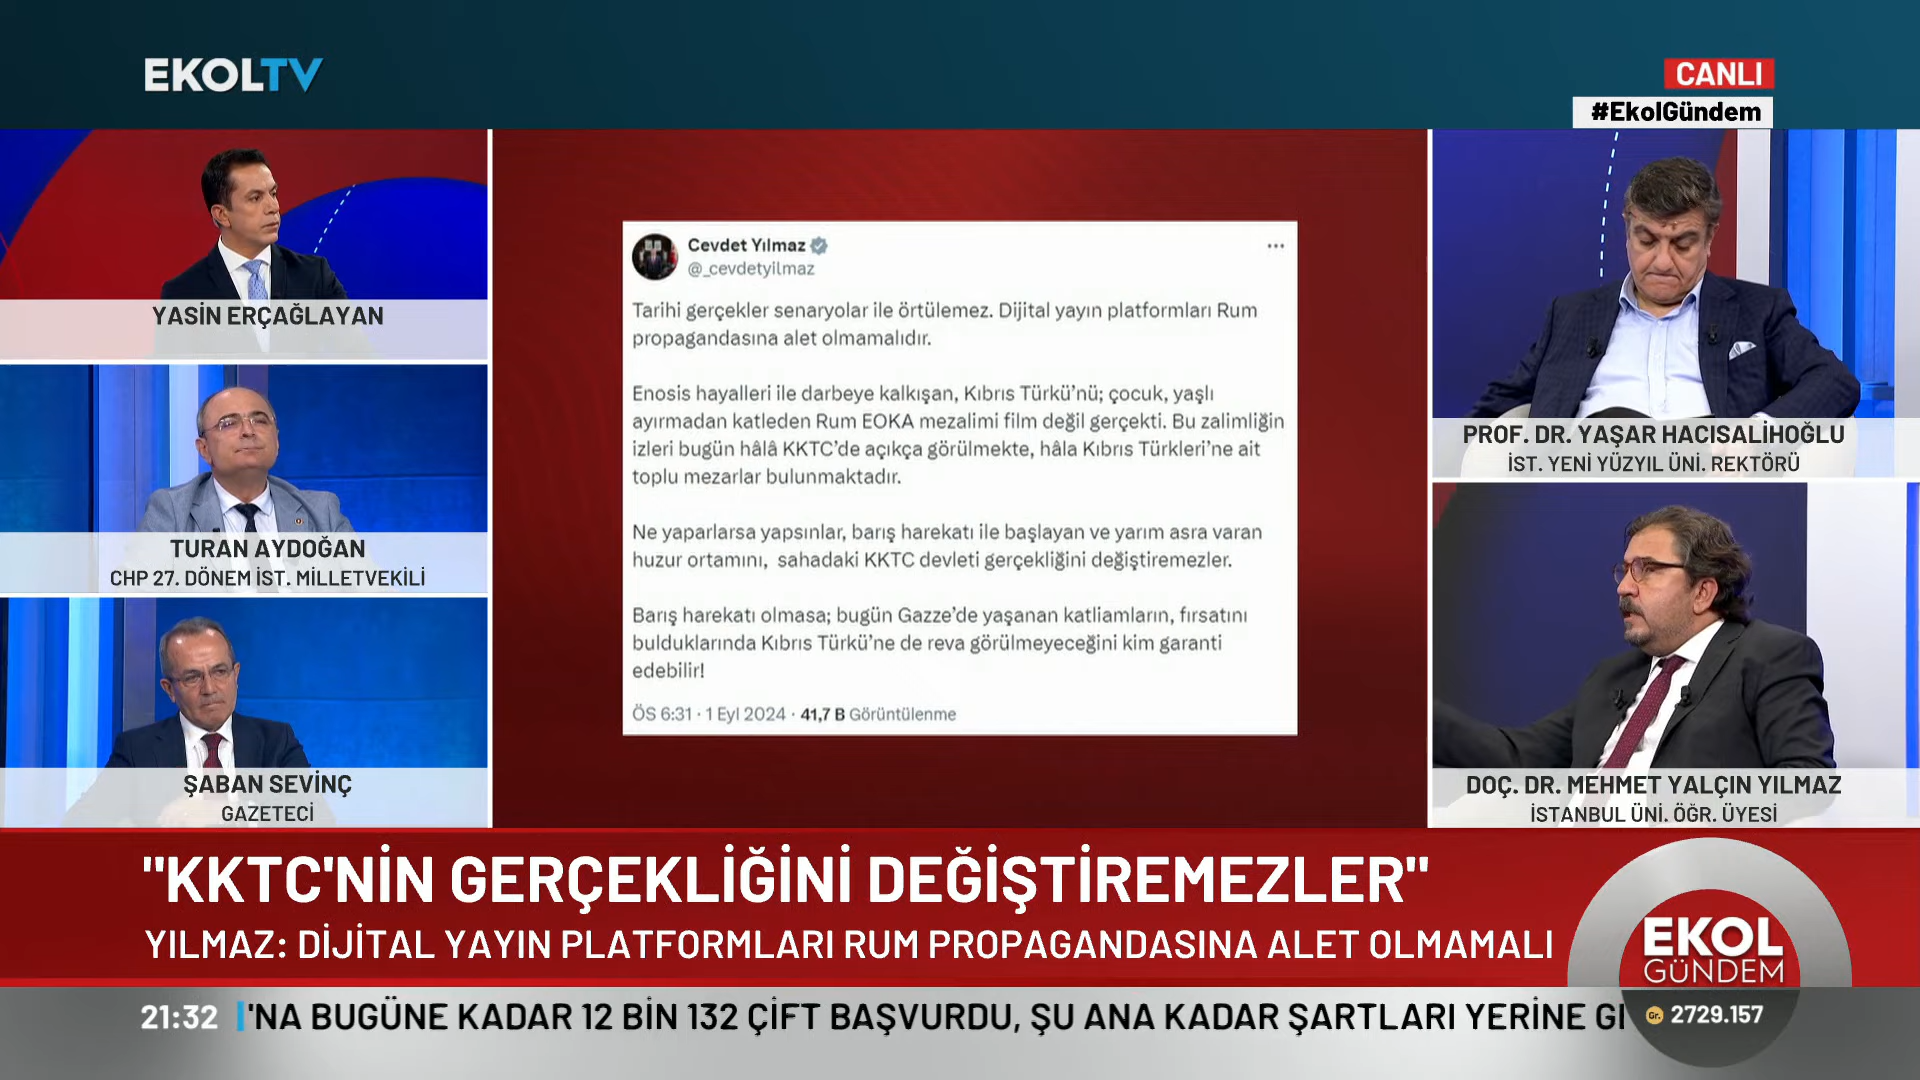 EKOLTV
CANLI
#EkolGündem
YASİN ERÇAĞLAYAN
TURAN AYDOĞAN
CHP 27. DÖNEM İST. MİLLETVEKİLİ
ŞABAN SEVİNÇ
GAZETECİ
Cevdet Yılmaz
@_cevdetyilmaz
Tarihi gerçekler senaryolar ile örtülemez. Dijital yayın platformları Rum
propagandasına alet olmamalıdır.
Enosis hayalleri ile darbeye kalkışan, Kıbrıs Türkü’nü; çocuk, yaşlı
ayırmadan katleden Rum EOKA mezalimi film değil gerçekti. Bu zalimliğin
izleri bugün hâlâ KKTC’de açıkça görülmekte, hâla Kıbrıs Türkleri’ne ait
toplu mezarlar bulunmaktadır.
Ne yaparlarsa yapsınlar, barış harekatı ile başlayan ve yarım asra varan
huzur ortamını, sahadaki KKTC devleti gerçekliğini değiştiremezler.
Barış harekatı olmasa; bugün Gazze’de yaşanan katliamların, fırsatını
bulduklarında Kıbrıs Türkü’ne de reva görülmeyeceğini kim garanti
edebilir!
ÖS 6:31 · 1 Eyl 2024 · 41,7 B Görüntülenme
PROF. DR. YAŞAR HACISALİHOĞLU
İST. YENİ YÜZYIL ÜNİ. REKTÖRÜ
DOÇ. DR. MEHMET YALÇIN YILMAZ
İSTANBUL ÜNİ. ÖĞR. ÜYESİ
"KKTC'NİN GERÇEKLİĞİNİ DEĞİŞTİREMEZLER"
YILMAZ: DİJİTAL YAYIN PLATFORMLARI RUM PROPAGANDASINA ALET OLMAMALI
EKOL
GÜNDEM
21:32 'NA BUGÜNE KADAR 12 BİN 132 ÇİFT BAŞVURDU, ŞU ANA KADAR ŞARTLARI YERİNE GI
Gr. 2729.157